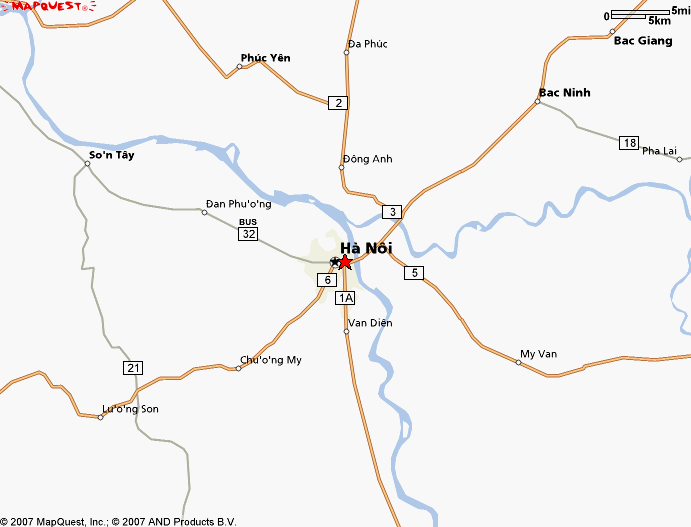 MAPQUEST®
0 5mi
5km
Bac Giang
Đa Phúc
Phúc Yên
Bac Ninh
2
18
Pha Lai
So'n Tây
Đông Anh
Đan Phu'o'ng
3
BUS
32
Hà Nôi
6
5
1A
Van Diên
My Van
Chu'o'ng My
21
Lu'o'ng Son
© 2007 MapQuest, Inc.; © 2007 AND Products B.V.